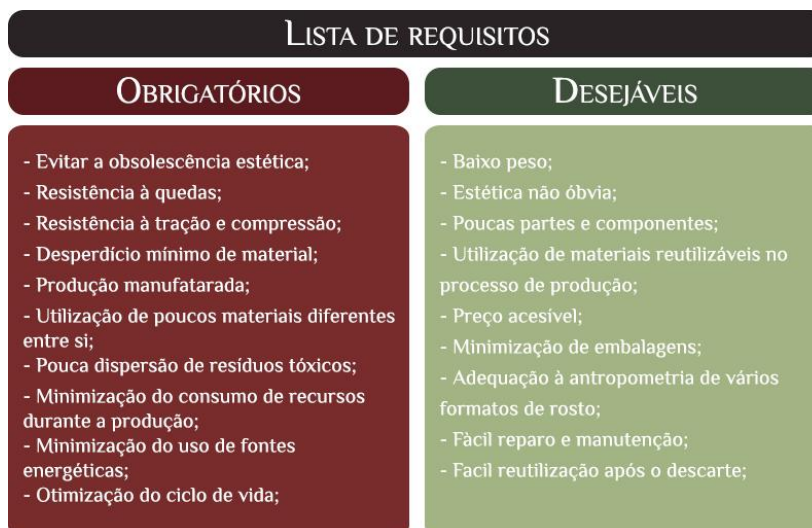 LISTA DE REQUISITOS
OBRIGATÓRIOS
- Evitar a obsolescência estética;
- Resistência à quedas;
- Resistência à tração e compressão;
- Desperdício mínimo de material;
- Produção manufatarada;
- Utilização de poucos materiais diferentes
entre si;
- Pouca dispersão de resíduos tóxicos;
- Minimização do consumo de recursos
durante a produção;
- Minimização do uso de fontes
energéticas;
- Otimização do ciclo de vida;
DESEJÁVEIS
- Baixo peso;
- Estética não óbvia;
- Poucas partes e componentes;
- Utilização de materiais reutilizáveis no
processo de produção;
- Preço acesível;
- Minimização de embalagens;
- Adequação à antropometria de vários
formatos de rosto;
- Fàcil reparo e manutenção;
- Facil reutilização após o descarte;